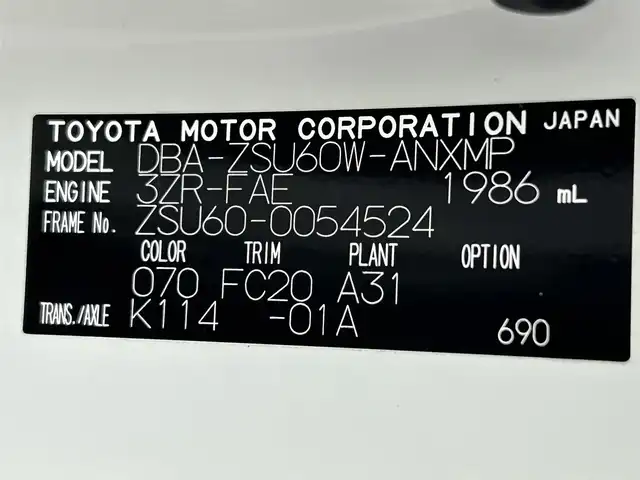 TOYOTA MOTOR CORPORATION JAPAN
MODEL DBA-ZSU60W-ANXMP
ENGINE 3ZR-FAE 1986 mL
FRAME No. ZSU60-0054524
COLOR TRIM PLANT OPTION
070 FC20 A31
TRANS./AXLE K114 -01A
690